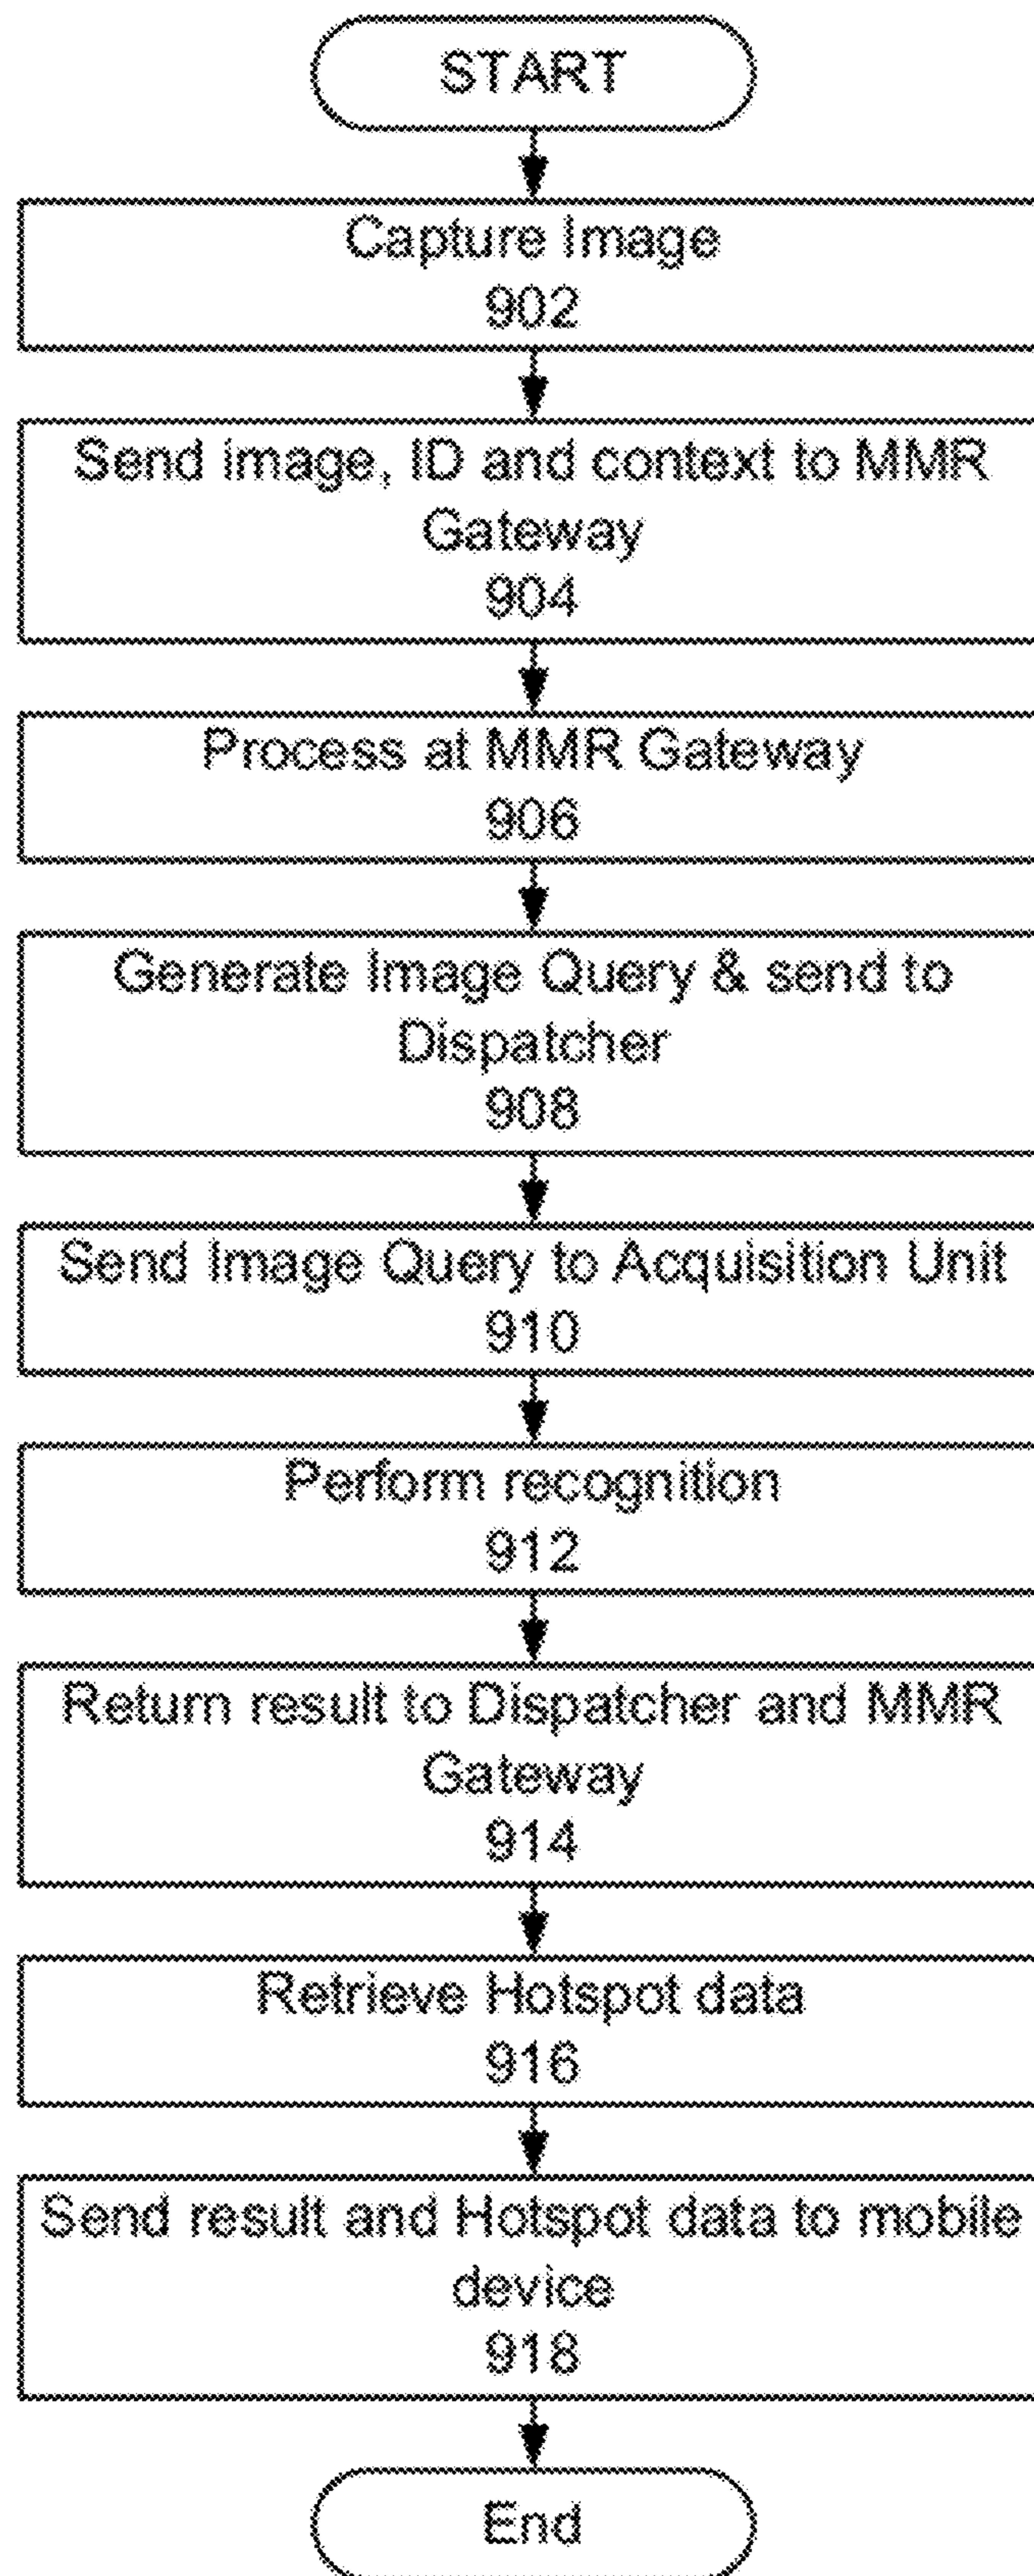 START
Capture Image
902
Send image, ID and context to MMR
Gateway
904
Process at MMR Gateway
906
Generate Image Query & send to
Dispatcher
908
Send Image Query to Acquisition Unit
910
Perform recognition
912
Return result to Dispatcher and MMR
Gateway
914
Retrieve Hotspot data
916
Send result and Hotspot data to mobile
device
918
End